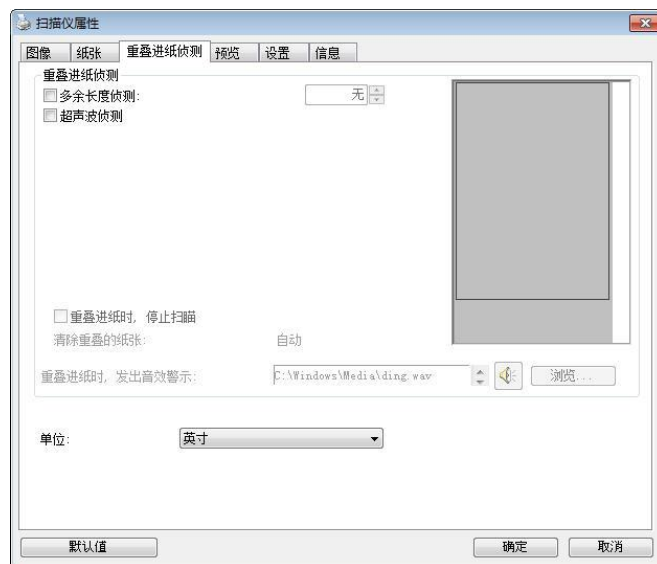 扫描仪属性
图像 纸张 重叠进纸侦测 预览 设置 信息
重叠进纸侦测
多余长度侦测: 无
超声波侦测
重叠进纸时, 停止扫瞄
清除重叠的纸张: 自动
重叠进纸时, 发出音效警示: C:\Windows\Media\ding.wav 浏览...
单位: 英寸
默认值 确定 取消